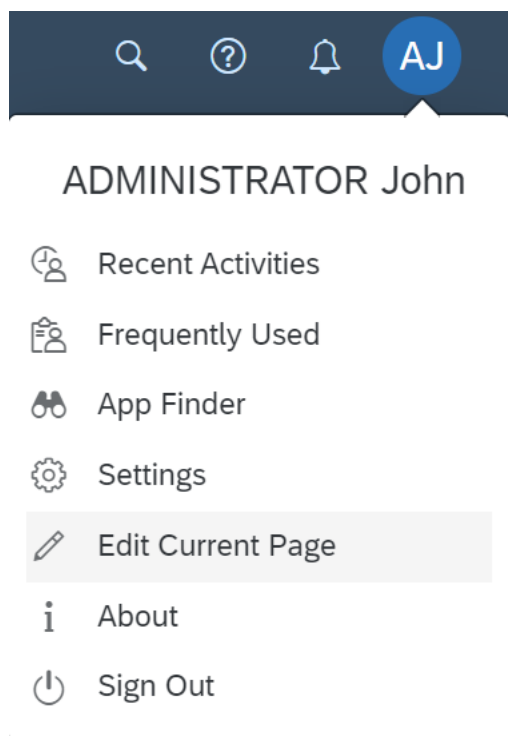 AJ
ADMINISTRATOR John
Recent Activities
Frequently Used
App Finder
Settings
Edit Current Page
About
Sign Out